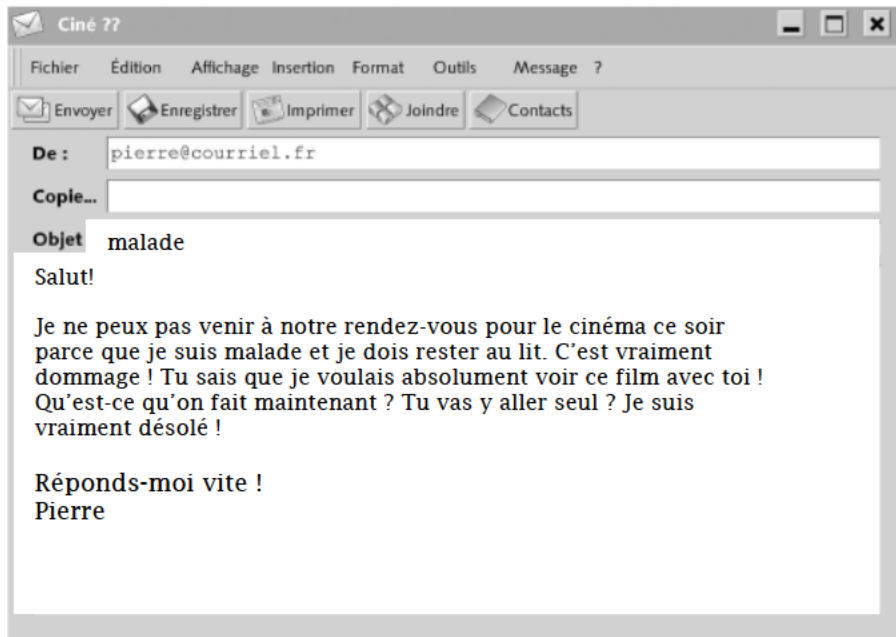 Ciné ??
Fichier Édition Affichage Insertion Format Outils Message ?
Envoyer Enregistrer Imprimer Joindre Contacts
De : pierre@courriel.fr
Copie...
Objet malade
Salut!
Je ne peux pas venir à notre rendez-vous pour le cinéma ce soir
parce que je suis malade et je dois rester au lit. C'est vraiment
dommage ! Tu sais que je voulais absolument voir ce film avec toi !
Qu'est-ce qu'on fait maintenant ? Tu vas y aller seul ? Je suis
vraiment désolé !
Réponds-moi vite !
Pierre